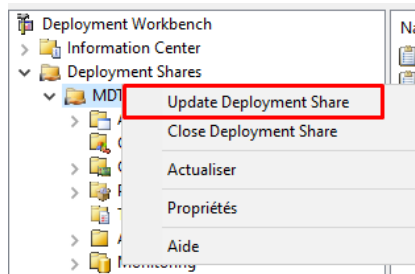 Deployment Workbench
Information Center
Deployment Shares
MDT
Update Deployment Share
Close Deployment Share
Actualiser
Propriétés
Aide
Monitoring